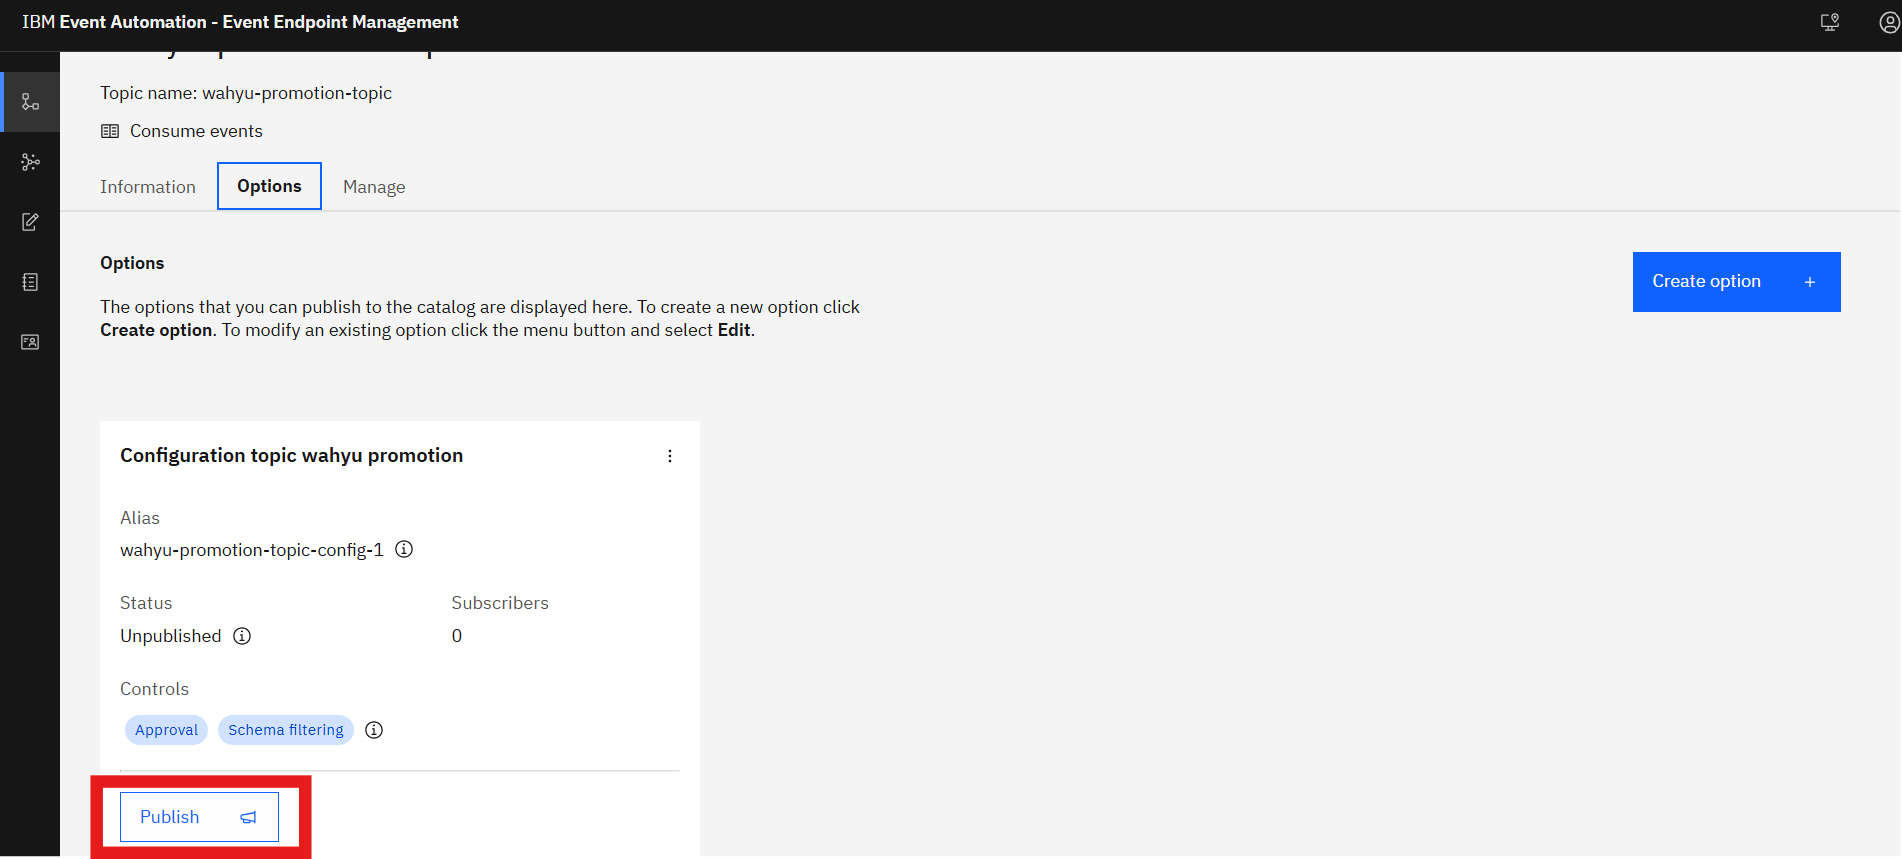 IBM Event Automation - Event Endpoint Management
Topic name: wahyu-promotion-topic
Consume events
Information Options Manage
Options
Create option +
The options that you can publish to the catalog are displayed here. To create a new option click
Create option. To modify an existing option click the menu button and select Edit.
Configuration topic wahyu promotion
Alias
wahyu-promotion-topic-config-1
Status Subscribers
Unpublished 0
Controls
Approval Schema filtering
Publish